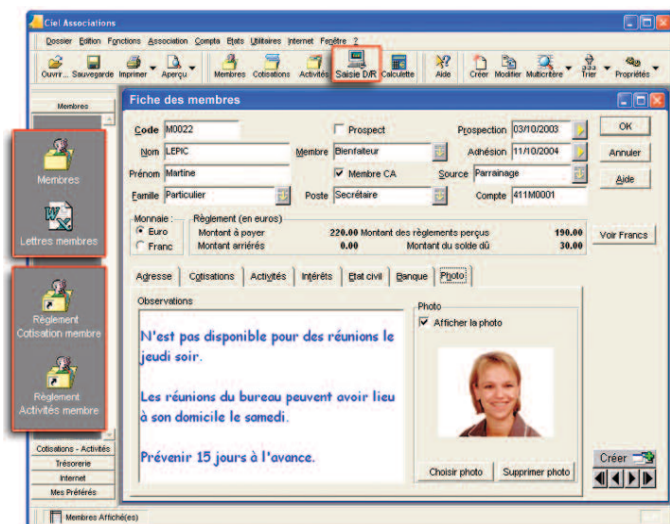 Ciel Associations
Dossier Edition Fonctions Association Compta Etats Utilitaires Internet Fenêtre ?
Ouvrir... Sauvegarde Imprimer Aperçu Membres Cotisations Activités Saisie D/R Calculette Aide Créer Modifier Multicritère Trier Propriétés
Membres
Membres
Lettres membres
Règlement
Cotisation membre
Règlement
Activités membre
Cotisations - Activités
Trésorerie
Internet
Mes Préférés
Fiche des membres
Code M0022 Prospect Prospection 03/10/2003 OK
Nom LEPIC Membre Bienfaiteur Adhésion 11/10/2004 Annuler
Prénom Martine Membre CA Source Parrainage Aide
Famille Particulier Poste Secrétaire Compte 411M0001
Monnaie : Règlement (en euros)
Euro Montant à payer 220.00 Montant des règlements perçus 190.00
Franc Montant arriérés 0.00 Montant du solde dû 30.00
Voir Francs
Adresse Cotisations Activités Intérêts Etat civil Banque Photo
Observations
N'est pas disponible pour des réunions le
jeudi soir.
Les réunions du bureau peuvent avoir lieu
à son domicile le samedi.
Prévenir 15 jours à l'avance.
Photo
Afficher la photo
Choisir photo Supprimer photo
Créer
Membres Affiché(es)